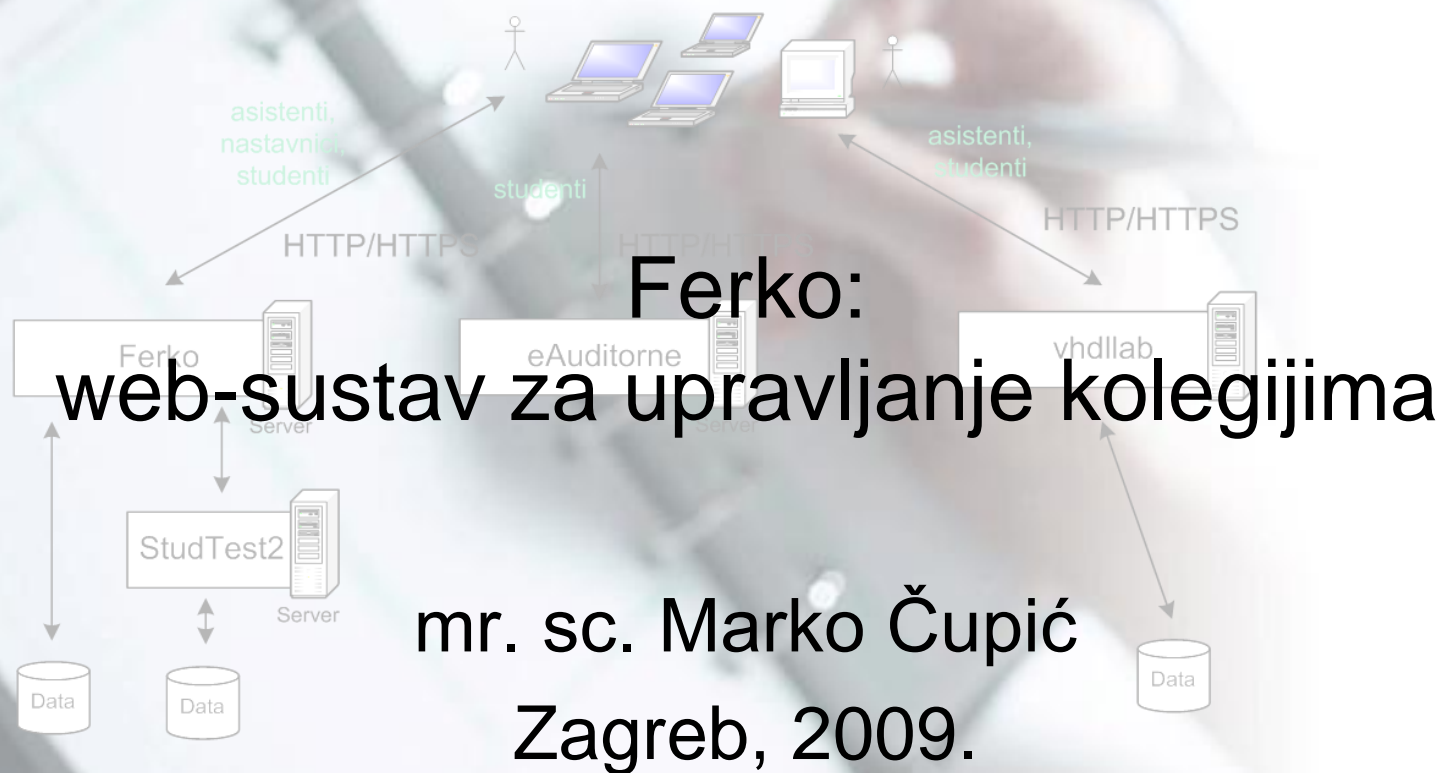 asistenti,
nastavnici,
studenti
studenti
asistenti,
studenti
HTTP/HTTPS
HTTP/HTTPS
HTTP/HTTPS
Ferko:
Ferko
eAuditorne
vhdllab
web-sustav za upravljanje kolegijima
Server
Server
StudTest2
Server
mr. sc. Marko Čupić
Data
Data
Data
Zagreb, 2009.